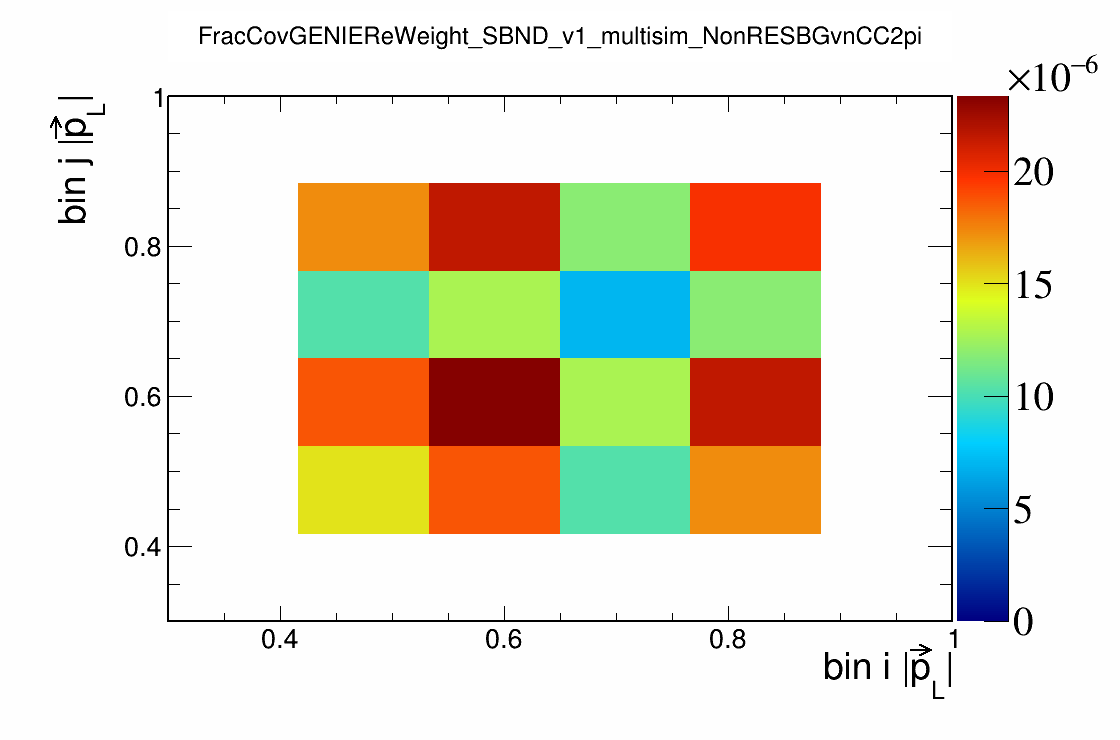 FracCovGENIEReWeight_SBND_v1_multisim_NonRESBGvnCC2pi
×10⁻⁶
bin j |p⃗_L|
1
0.8
0.6
0.4
20
15
10
5
0
0.4 0.6 0.8 1
bin i |p⃗_L|